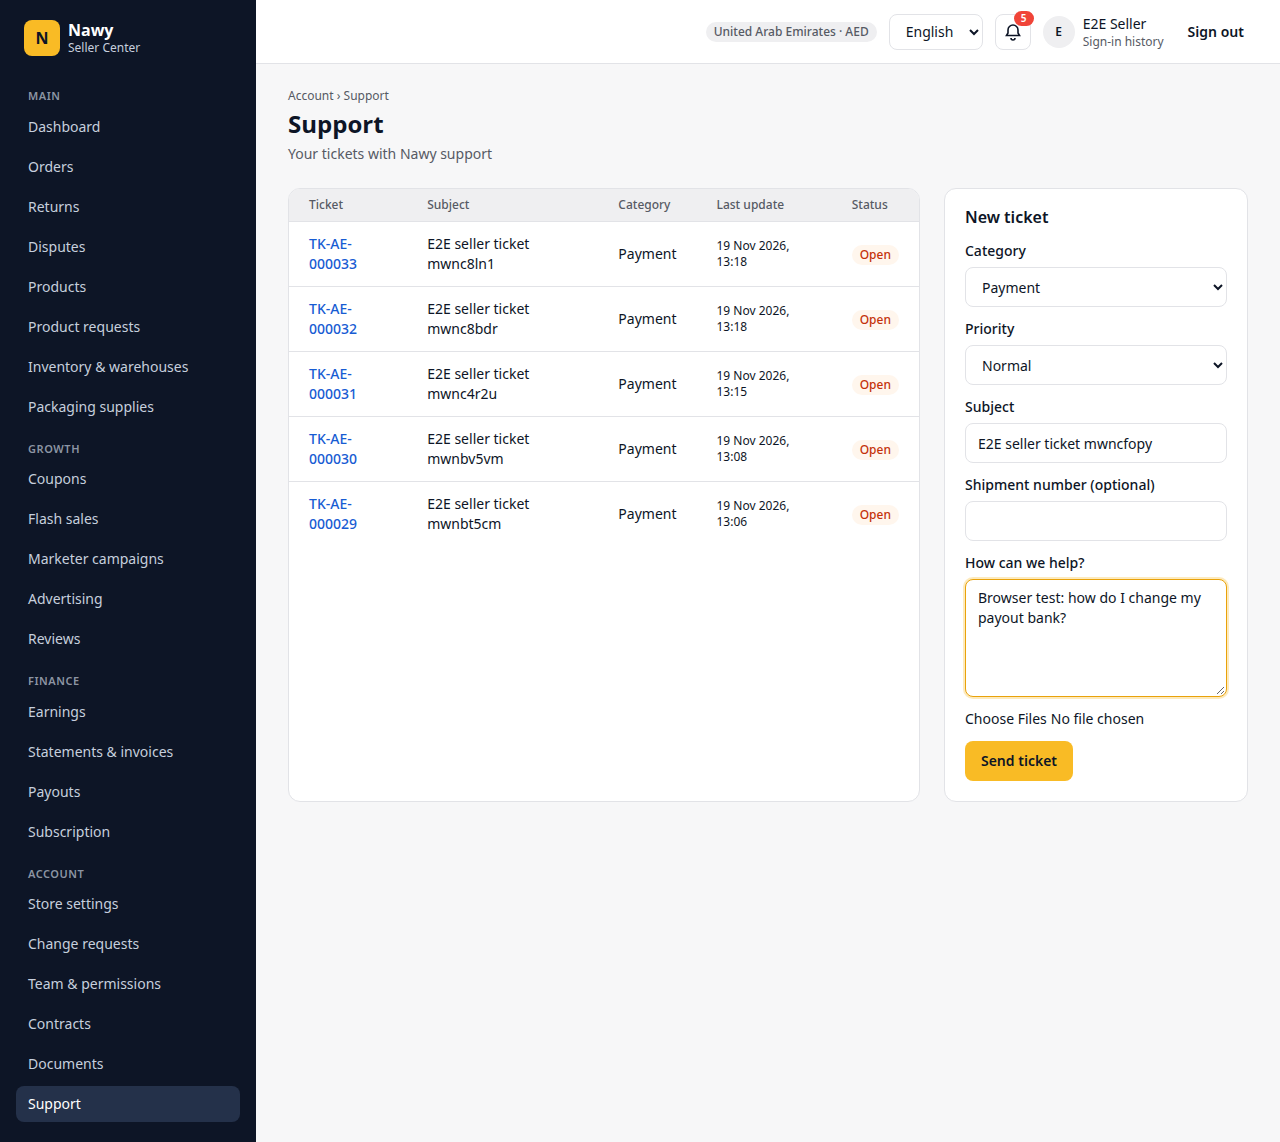 N
Nawy
Seller Center
MAIN
Dashboard
Orders
Returns
Disputes
Products
Product requests
Inventory & warehouses
Packaging supplies
GROWTH
Coupons
Flash sales
Marketer campaigns
Advertising
Reviews
FINANCE
Earnings
Statements & invoices
Payouts
Subscription
ACCOUNT
Store settings
Change requests
Team & permissions
Contracts
Documents
Support
United Arab Emirates · AED
English
5
E
E2E Seller
Sign-in history
Sign out
Account › Support
Support
Your tickets with Nawy support
Ticket Subject Category Last update Status
TK-AE-
000033
E2E seller ticket
mwnc8ln1
Payment
19 Nov 2026,
13:18
Open
TK-AE-
000032
E2E seller ticket
mwnc8bdr
Payment
19 Nov 2026,
13:18
Open
TK-AE-
000031
E2E seller ticket
mwnc4r2u
Payment
19 Nov 2026,
13:15
Open
TK-AE-
000030
E2E seller ticket
mwnbv5vm
Payment
19 Nov 2026,
13:08
Open
TK-AE-
000029
E2E seller ticket
mwnbt5cm
Payment
19 Nov 2026,
13:06
Open
New ticket
Category
Payment
Priority
Normal
Subject
E2E seller ticket mwncfopy
Shipment number (optional)
How can we help?
Browser test: how do I change my
payout bank?
Choose Files No file chosen
Send ticket